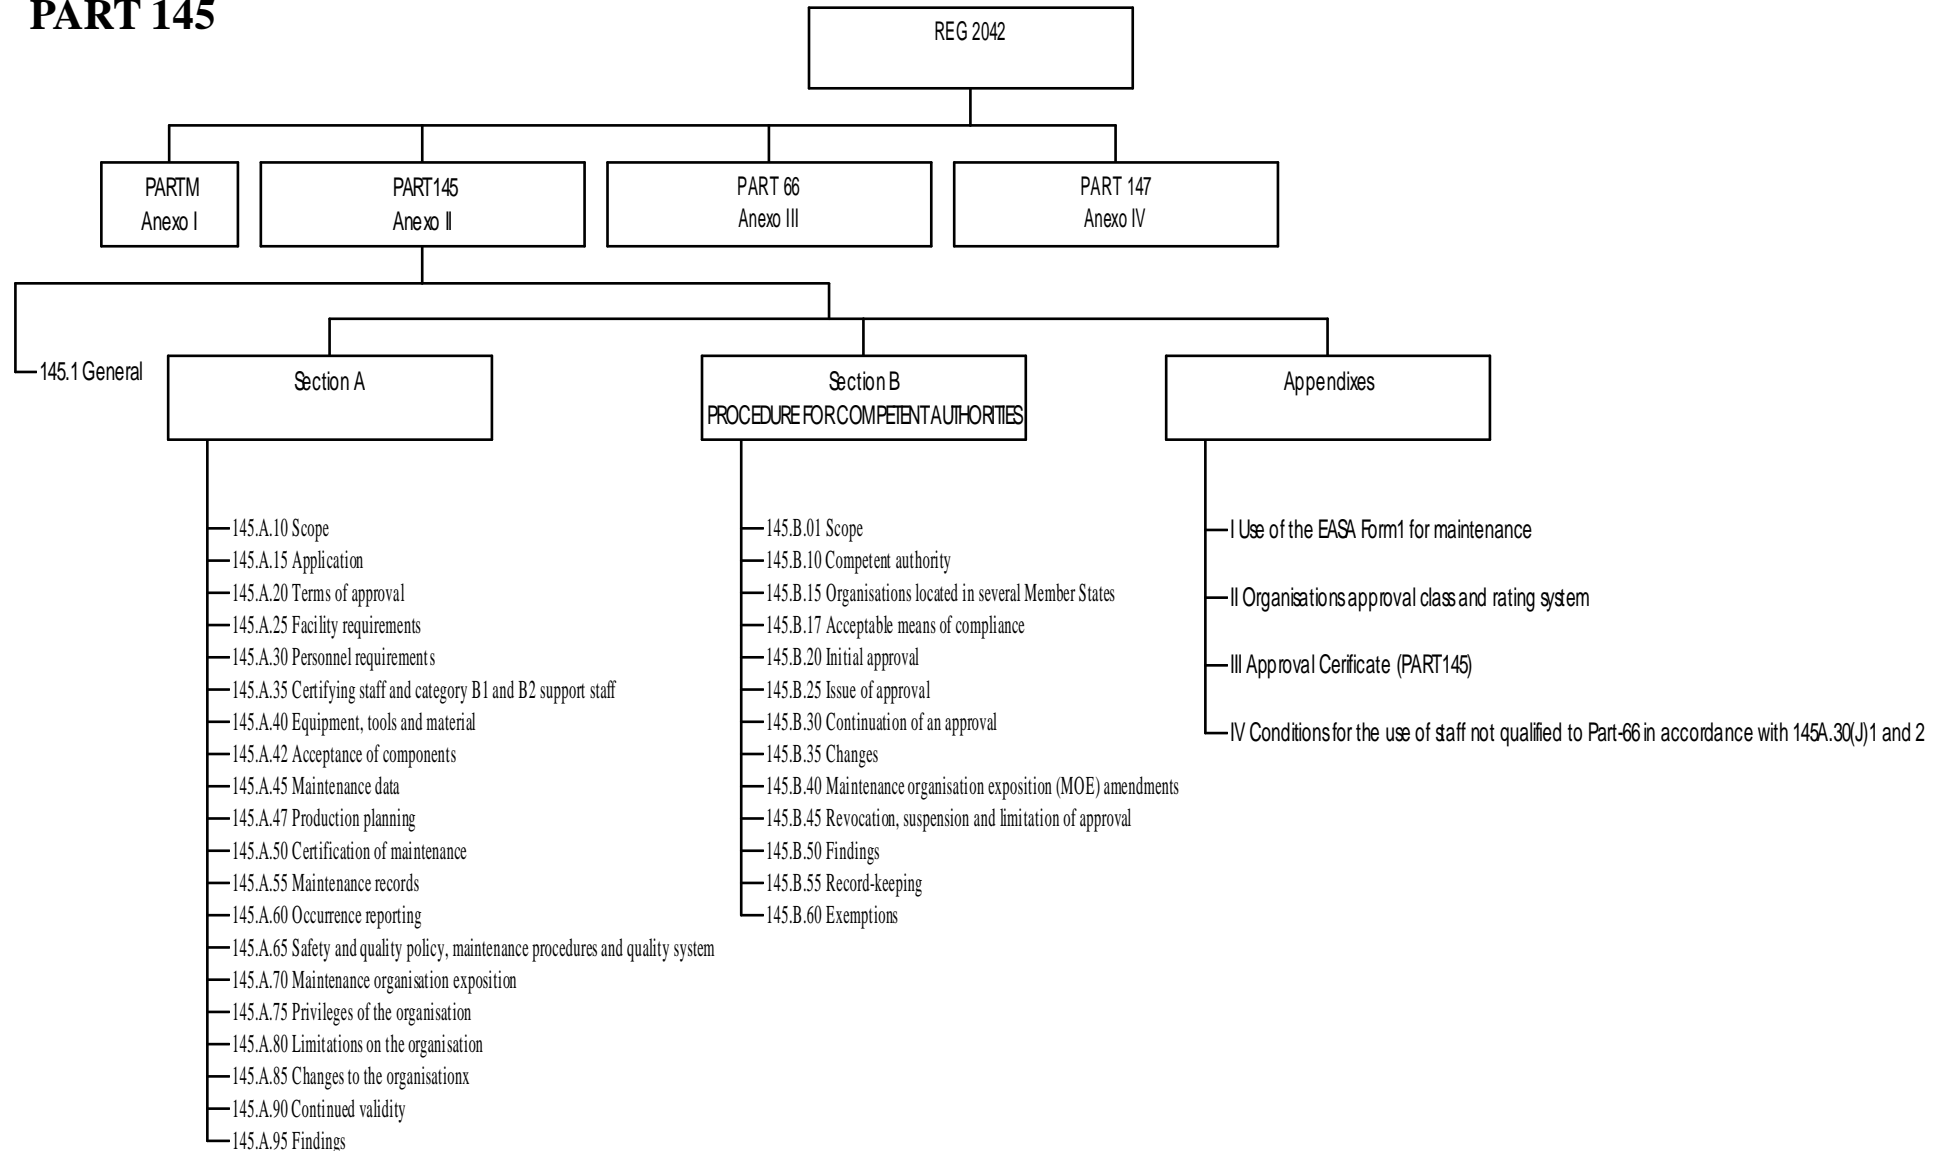 PART 145
REG 2042
PARTM
Anexo I
PART145
Anexo II
PART 66
Anexo III
PART 147
Anexo IV
145.1 General
Section A
Section B
PROCEDURE FOR COMPETENT AUTHORITIES
Appendixes
145.A.10 Scope
145.A.15 Application
145.A.20 Terms of approval
145.A.25 Facility requirements
145.A.30 Personnel requirements
145.A.35 Certifying staff and category B1 and B2 support staff
145.A.40 Equipment, tools and material
145.A.42 Acceptance of components
145.A.45 Maintenance data
145.A.47 Production planning
145.A.50 Certification of maintenance
145.A.55 Maintenance records
145.A.60 Occurrence reporting
145.A.65 Safety and quality policy, maintenance procedures and quality system
145.A.70 Maintenance organisation exposition
145.A.75 Privileges of the organisation
145.A.80 Limitations on the organisation
145.A.85 Changes to the organisationx
145.A.90 Continued validity
145.A.95 Findings
145.B.01 Scope
145.B.10 Competent authority
145.B.15 Organisations located in several Member States
145.B.17 Acceptable means of compliance
145.B.20 Initial approval
145.B.25 Issue of approval
145.B.30 Continuation of an approval
145.B.35 Changes
145.B.40 Maintenance organisation exposition (MOE) amendments
145.B.45 Revocation, suspension and limitation of approval
145.B.50 Findings
145.B.55 Record-keeping
145.B.60 Exemptions
I Use of the EASA Form1 for maintenance
II Organisations approval class and rating system
III Approval Cerificate (PART145)
IV Conditions for the use of staff not qualified to Part-66 in accordance with 145A.30(J)1 and 2